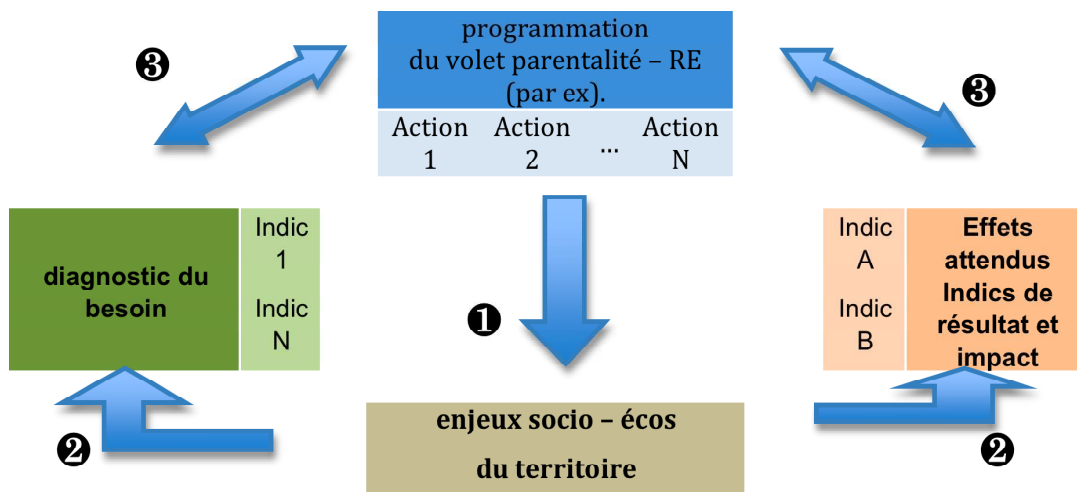 programmation
du volet parentalité – RE
(par ex).
Action Action Action
1 2 ... N
❸
❸
diagnostic du
besoin
Indic
1
Indic
N
Indic
A
Indic
B
Effets
attendus
Indics de
résultat et
impact
❶
❷
❷
enjeux socio – écos
du territoire